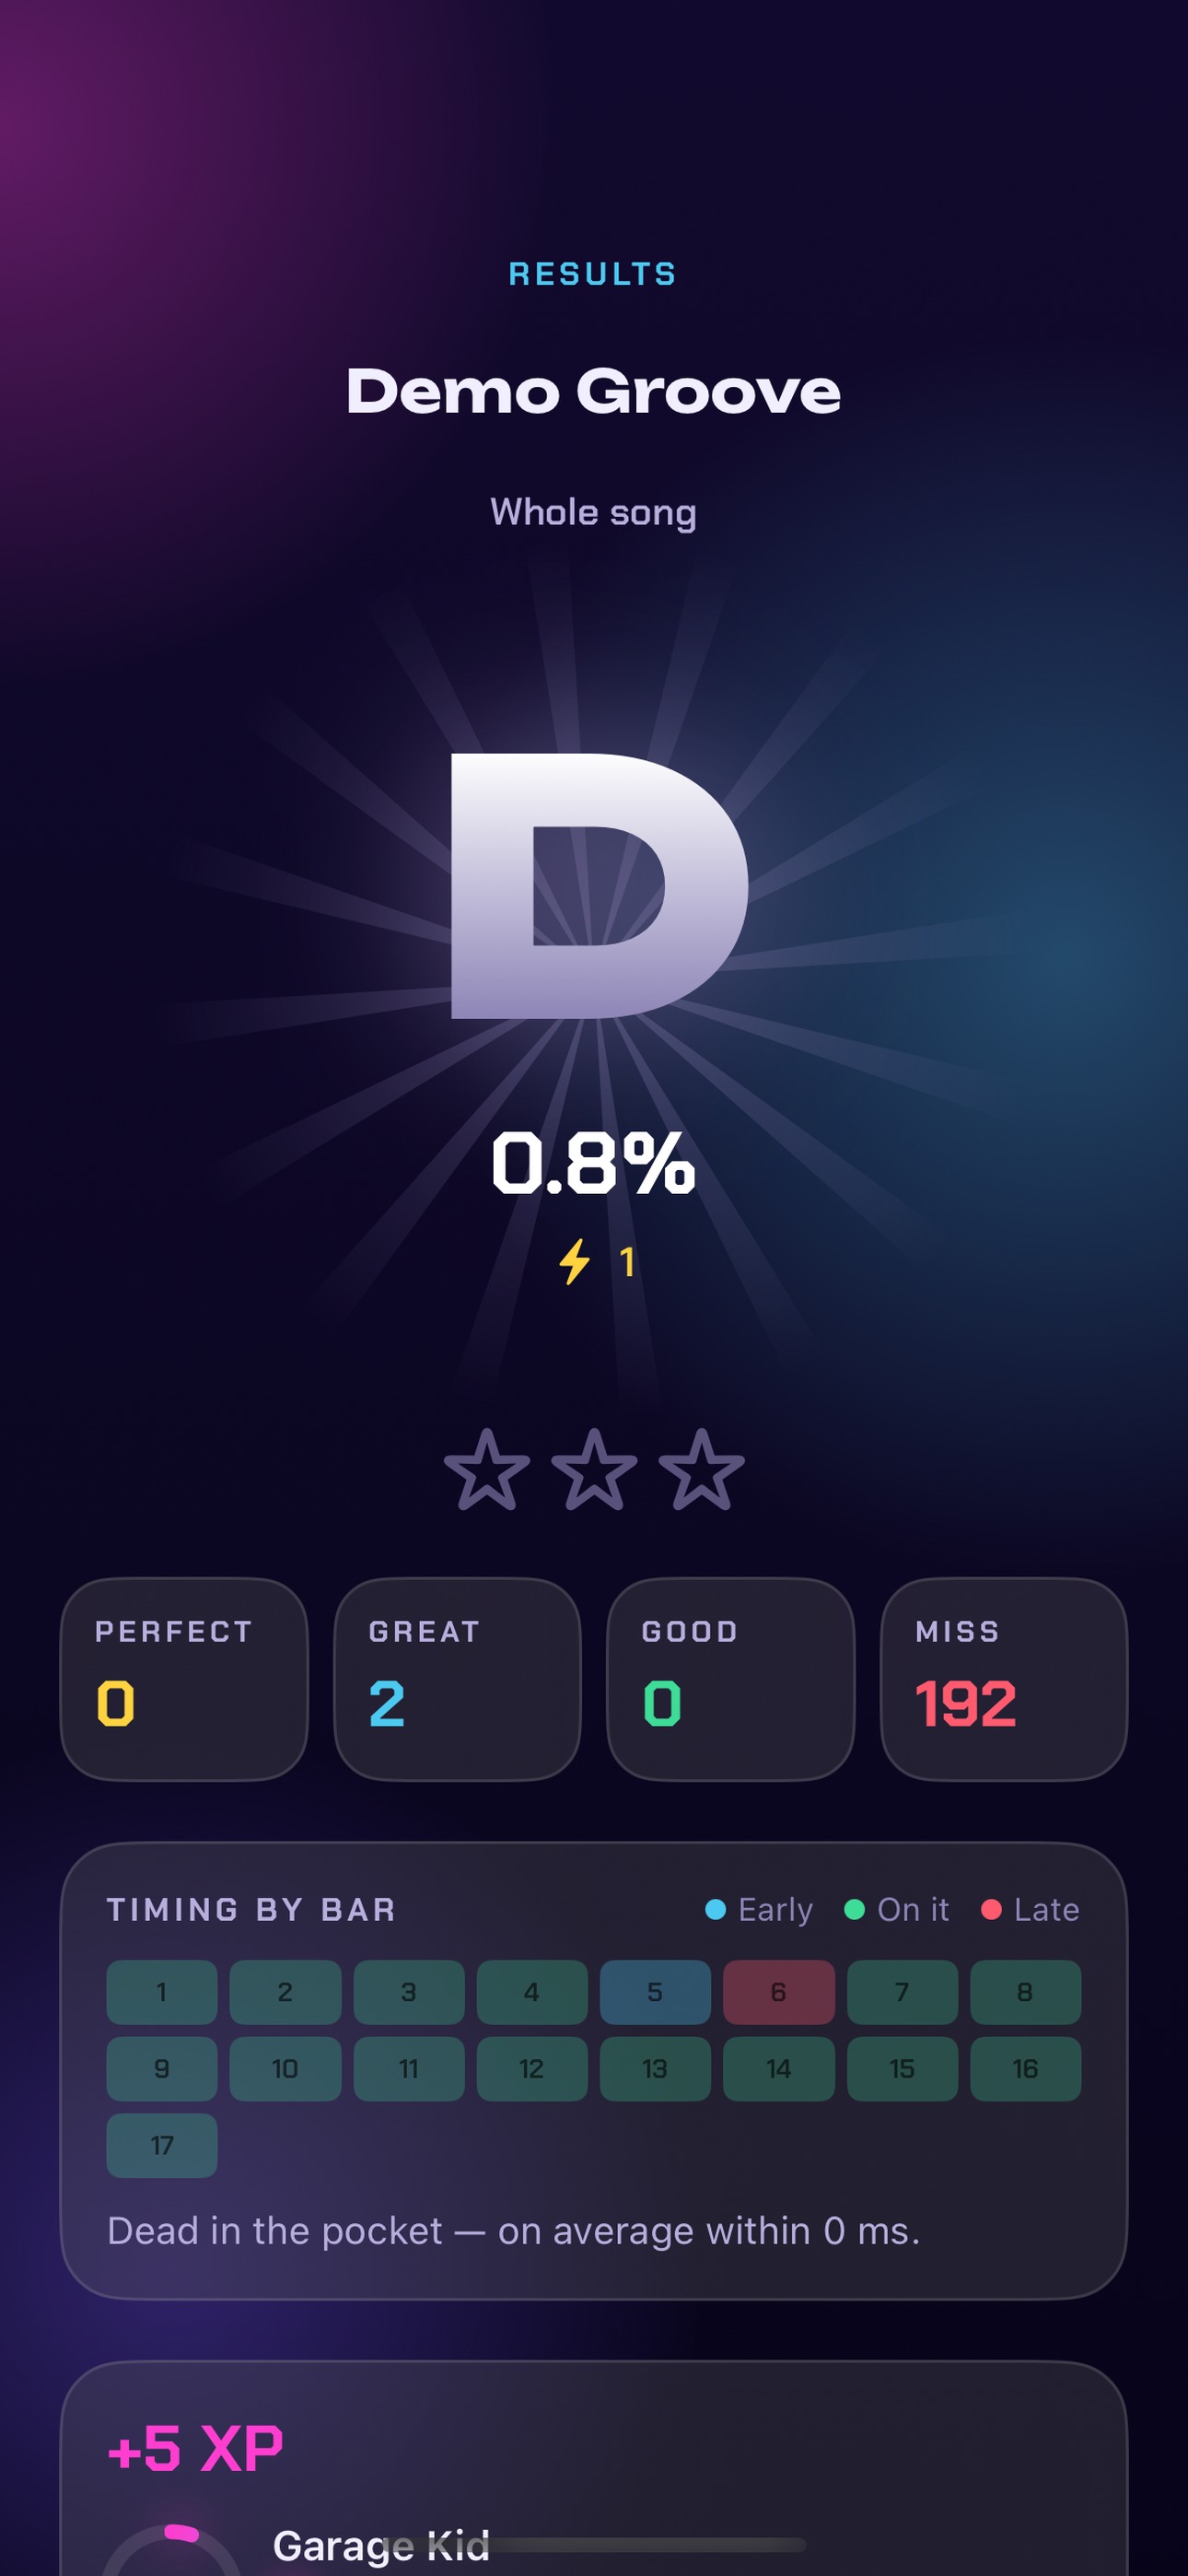 RESULTS
Demo Groove
Whole song
D
0.8%
1
PERFECT GREAT GOOD MISS
0 2 0 192
TIMING BY BAR Early On it Late
1 2 3 4 5 6 7 8
9 10 11 12 13 14 15 16
17
Dead in the pocket — on average within 0 ms.
+5 XP
Garage Kid